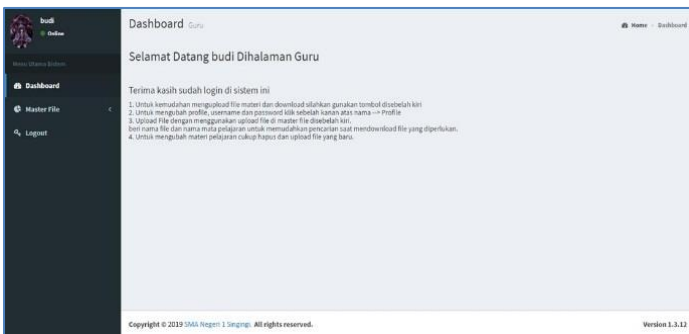 budi
Online
Menu Utama Sistem
Dashboard
Master File
Logout
Dashboard Guru
Home > Dashboard
Selamat Datang budi Dihalaman Guru
Terima kasih sudah login di sistem ini
1. Untuk kemudahan mengupload file materi dan download silahkan gunakan tombol disebelah kiri
2. Untuk mengubah profile, username dan password klik sebelah kanan atas nama --> Profile
3. Upload File dengan menggunakan upload file di master file disebelah kiri.
beri nama file dan nama mata pelajaran untuk memudahkan pencarian saat mendownload file yang diperlukan.
4. Untuk mengubah materi pelajaran cukup hapus dan upload file yang baru.
Copyright © 2019 SMA Negeri 1 Singingi. All rights reserved.
Version 1.3.12